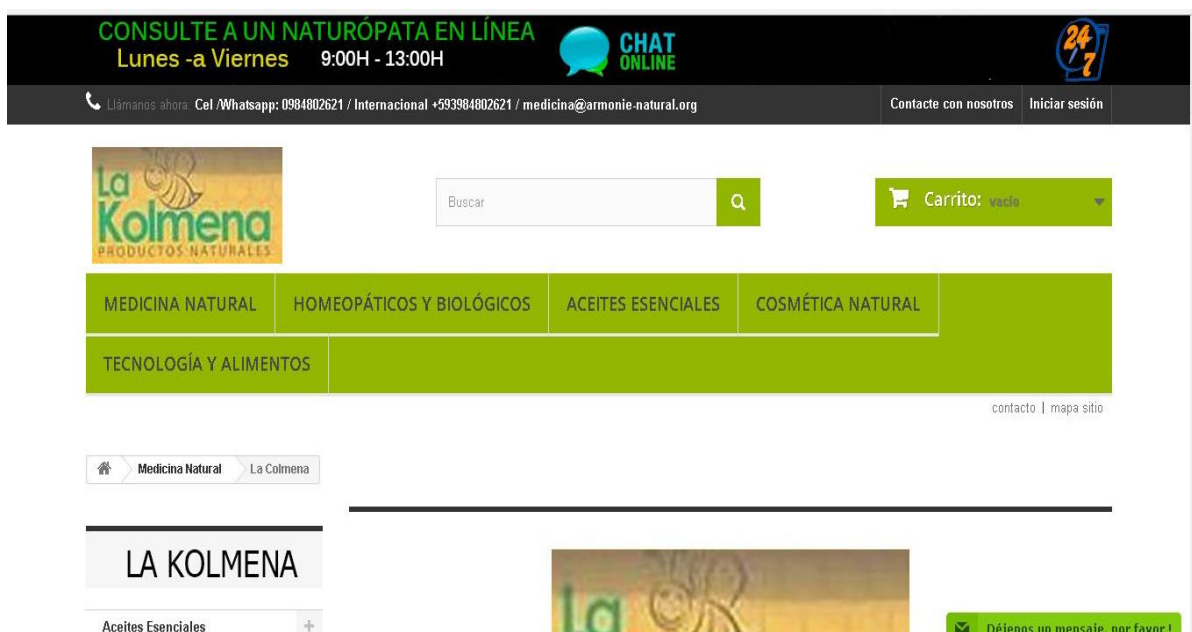 CONSULTE A UN NATURÓPATA EN LÍNEA
Lunes -a Viernes 9:00H - 13:00H
CHAT
ONLINE
24/7
Llámanos ahora: Cel /Whatsapp: 0984802621 / Internacional +593984802621 / medicina@armonie-natural.org
Contacte con nosotros Iniciar sesión
La
Kolmena
PRODUCTOS NATURALES
Buscar
Carrito: vacío
MEDICINA NATURAL HOMEOPÁTICOS Y BIOLÓGICOS ACEITES ESENCIALES COSMÉTICA NATURAL
TECNOLOGÍA Y ALIMENTOS
contacto | mapa sitio
Medicina Natural La Colmena
LA KOLMENA
La
Aceites Esenciales +
Déjenos un mensaje, por favor !